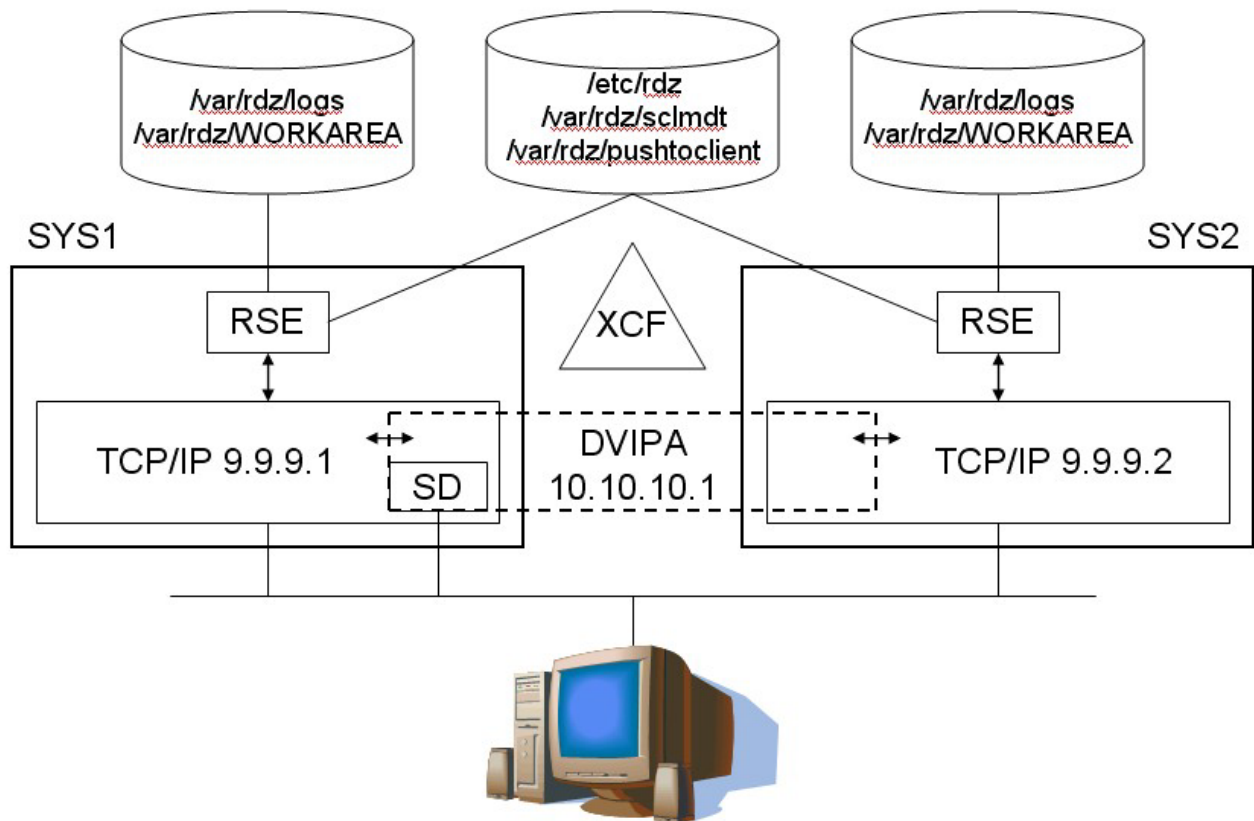 /var/rdz/logs
/var/rdz/WORKAREA
/etc/rdz
/var/rdz/sclmdt
/var/rdz/pushtoclient
/var/rdz/logs
/var/rdz/WORKAREA
SYS1
SYS2
RSE
XCF
RSE
TCP/IP 9.9.9.1
SD
DVIPA
10.10.10.1
TCP/IP 9.9.9.2